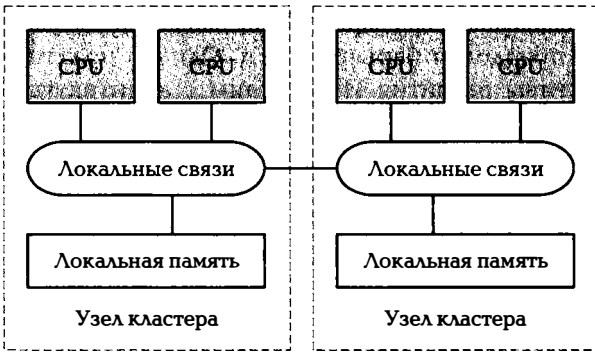 CPU CPU CPU CPU
Локальные связи Локальные связи
Локальная память Локальная память
Узел кластера Узел кластера